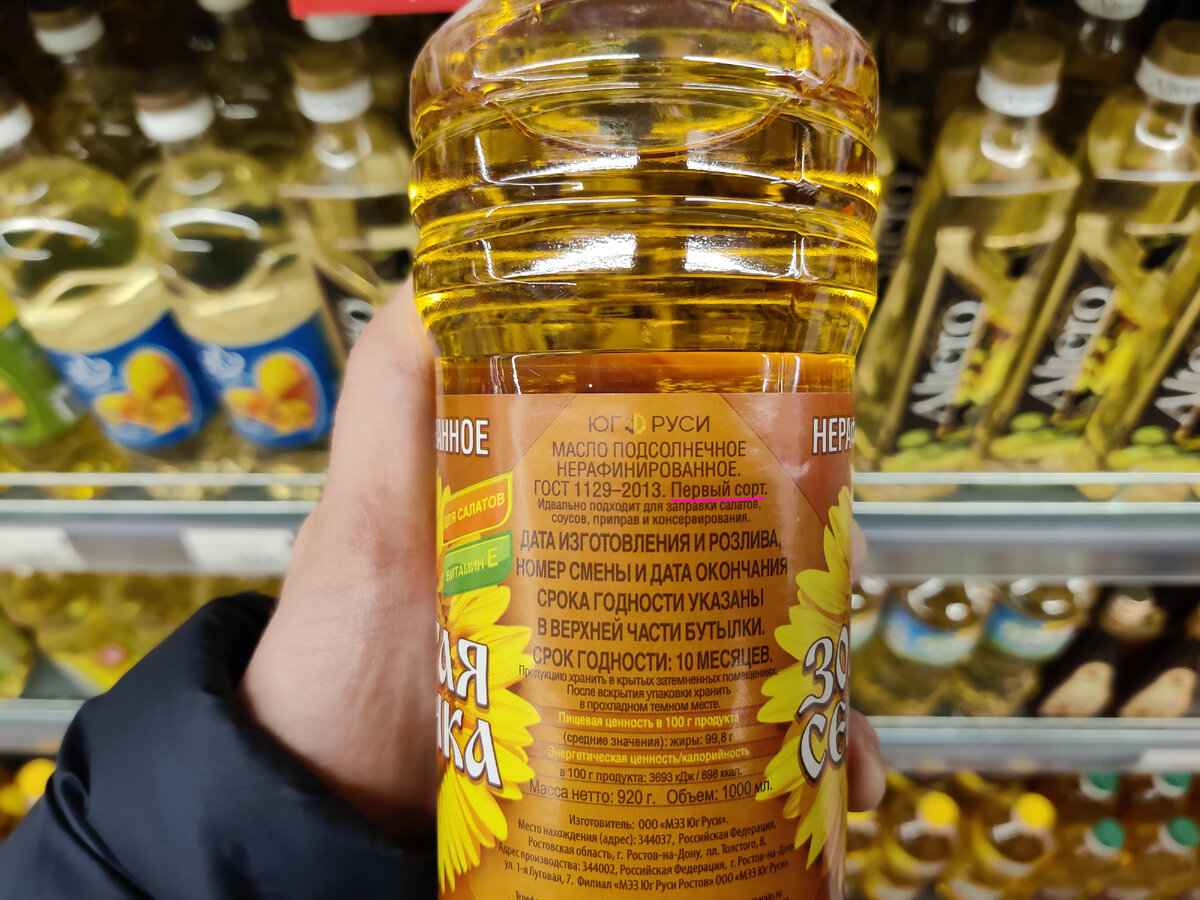 ЮГ РУСИ
МАСЛО ПОДСОЛНЕЧНОЕ
НЕРАФИНИРОВАННОЕ.
ГОСТ 1129–2013. Первый сорт.
Идеально подходит для заправки салатов,
соусов, приправ и консервирования.
ДАТА ИЗГОТОВЛЕНИЯ И РОЗЛИВА,
НОМЕР СМЕНЫ И ДАТА ОКОНЧАНИЯ
СРОКА ГОДНОСТИ УКАЗАНЫ
В ВЕРХНЕЙ ЧАСТИ БУТЫЛКИ.
СРОК ГОДНОСТИ: 10 МЕСЯЦЕВ.
Продукцию хранить в крытых затемненных помещениях.
После вскрытия упаковки хранить
в прохладном темном месте.
Пищевая ценность в 100 г продукта
(средние значения): жиры: 99,8 г
Энергетическая ценность/калорийность
в 100 г продукта: 3693 кДж / 898 ккал.
Масса нетто: 920 г. Объем: 1000 мл.
Изготовитель: ООО «МЭЗ Юг Руси».
Место нахождения (адрес): 344037, Российская Федерация,
Ростовская область, г. Ростов-на-Дону, пл. Толстого, 8.
Адрес производства: 344002, Российская Федерация, г. Ростов-на-Дону,
ул. 1-я Луговая, 7. Филиал «МЭЗ Юг Руси Ростов» ООО «МЭЗ Юг Руси».
АННОЕ
ДЛЯ САЛАТОВ
ВИТАМИН Е
АЯ
КА
НЕРАФ
ЗО
СЕ
Altero
Altero